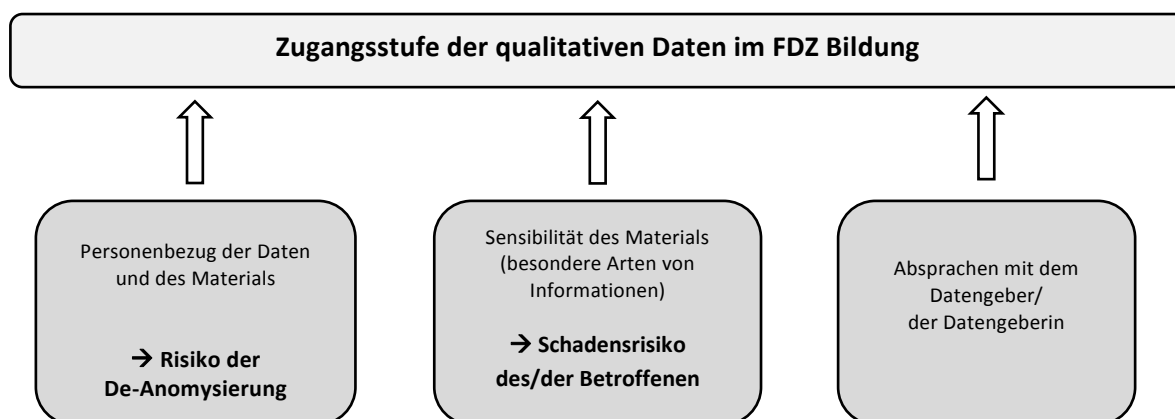 Zugangsstufe der qualitativen Daten im FDZ Bildung
Personenbezug der Daten
und des Materials
→ Risiko der
De-Anomysierung
Sensibilität des Materials
(besondere Arten von
Informationen)
→ Schadensrisiko
des/der Betroffenen
Absprachen mit dem
Datengeber/
der Datengeberin